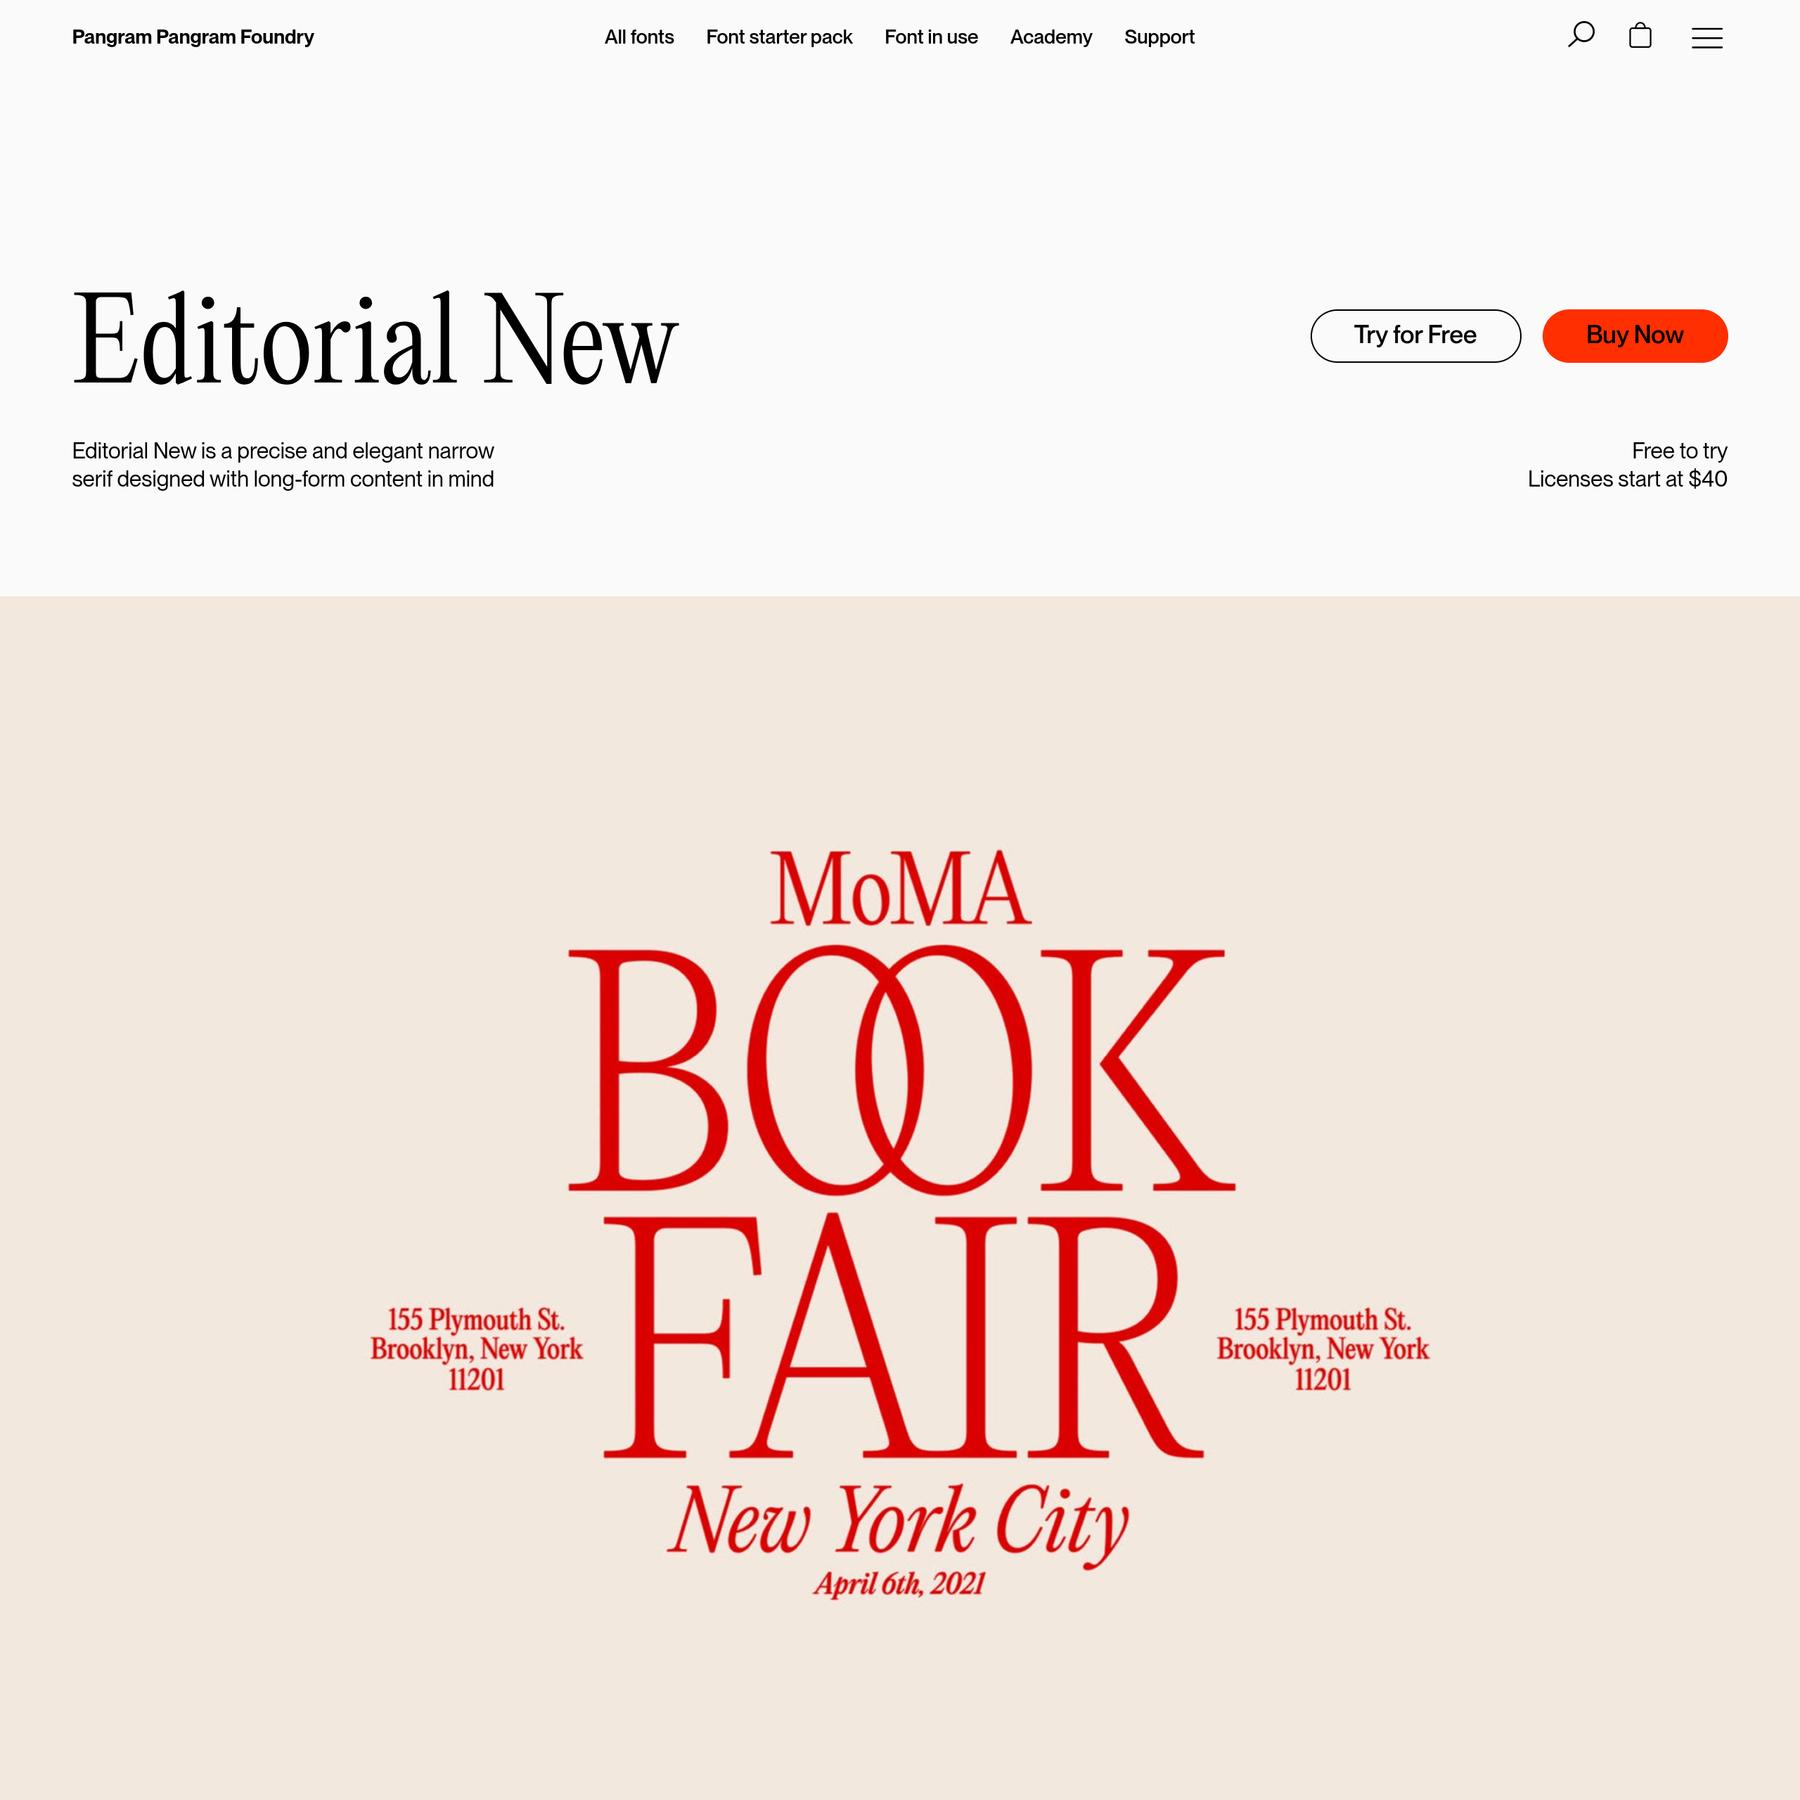 Pangram Pangram Foundry
All fonts Font starter pack Font in use Academy Support
Editorial New
Try for Free Buy Now
Editorial New is a precise and elegant narrow
serif designed with long-form content in mind
Free to try
Licenses start at $40
MoMA
BOOK
FAIR
155 Plymouth St.
Brooklyn, New York
11201
155 Plymouth St.
Brooklyn, New York
11201
New York City
April 6th, 2021